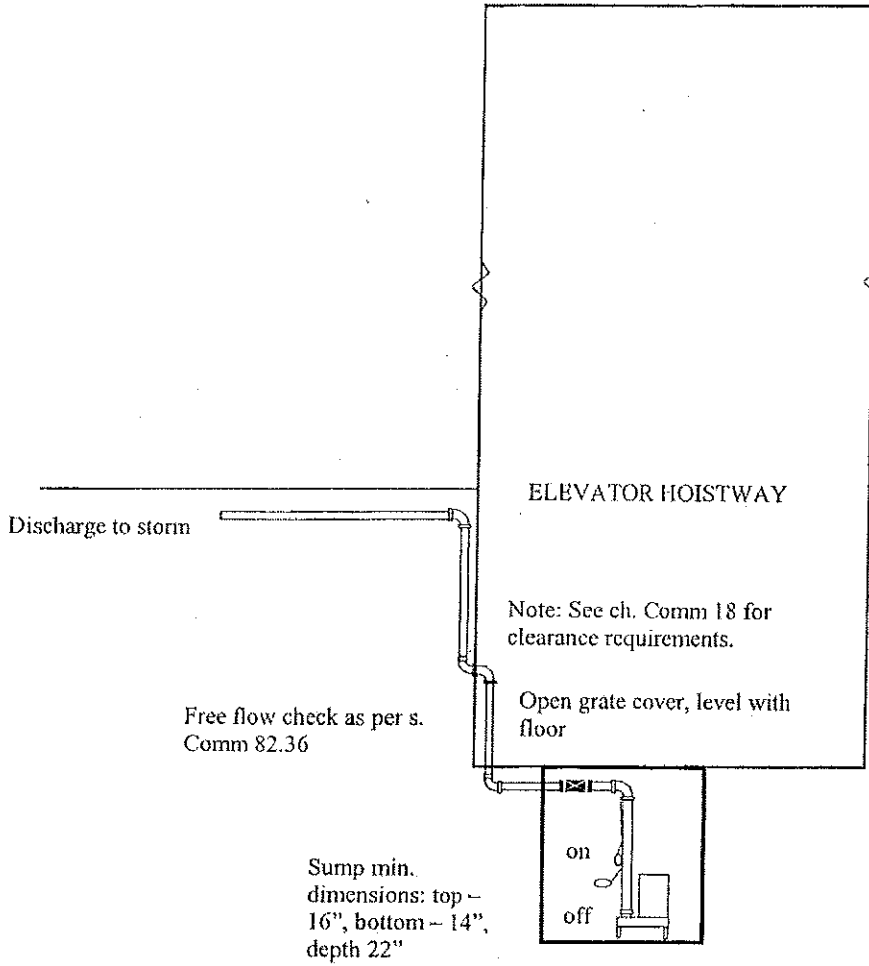 ELEVATOR HOISTWAY
Discharge to storm
Note: See ch. Comm 18 for
clearance requirements.
Free flow check as per s.
Comm 82.36
Open grate cover, level with
floor
on
off
Sump min.
dimensions: top –
16”, bottom – 14”,
depth 22”